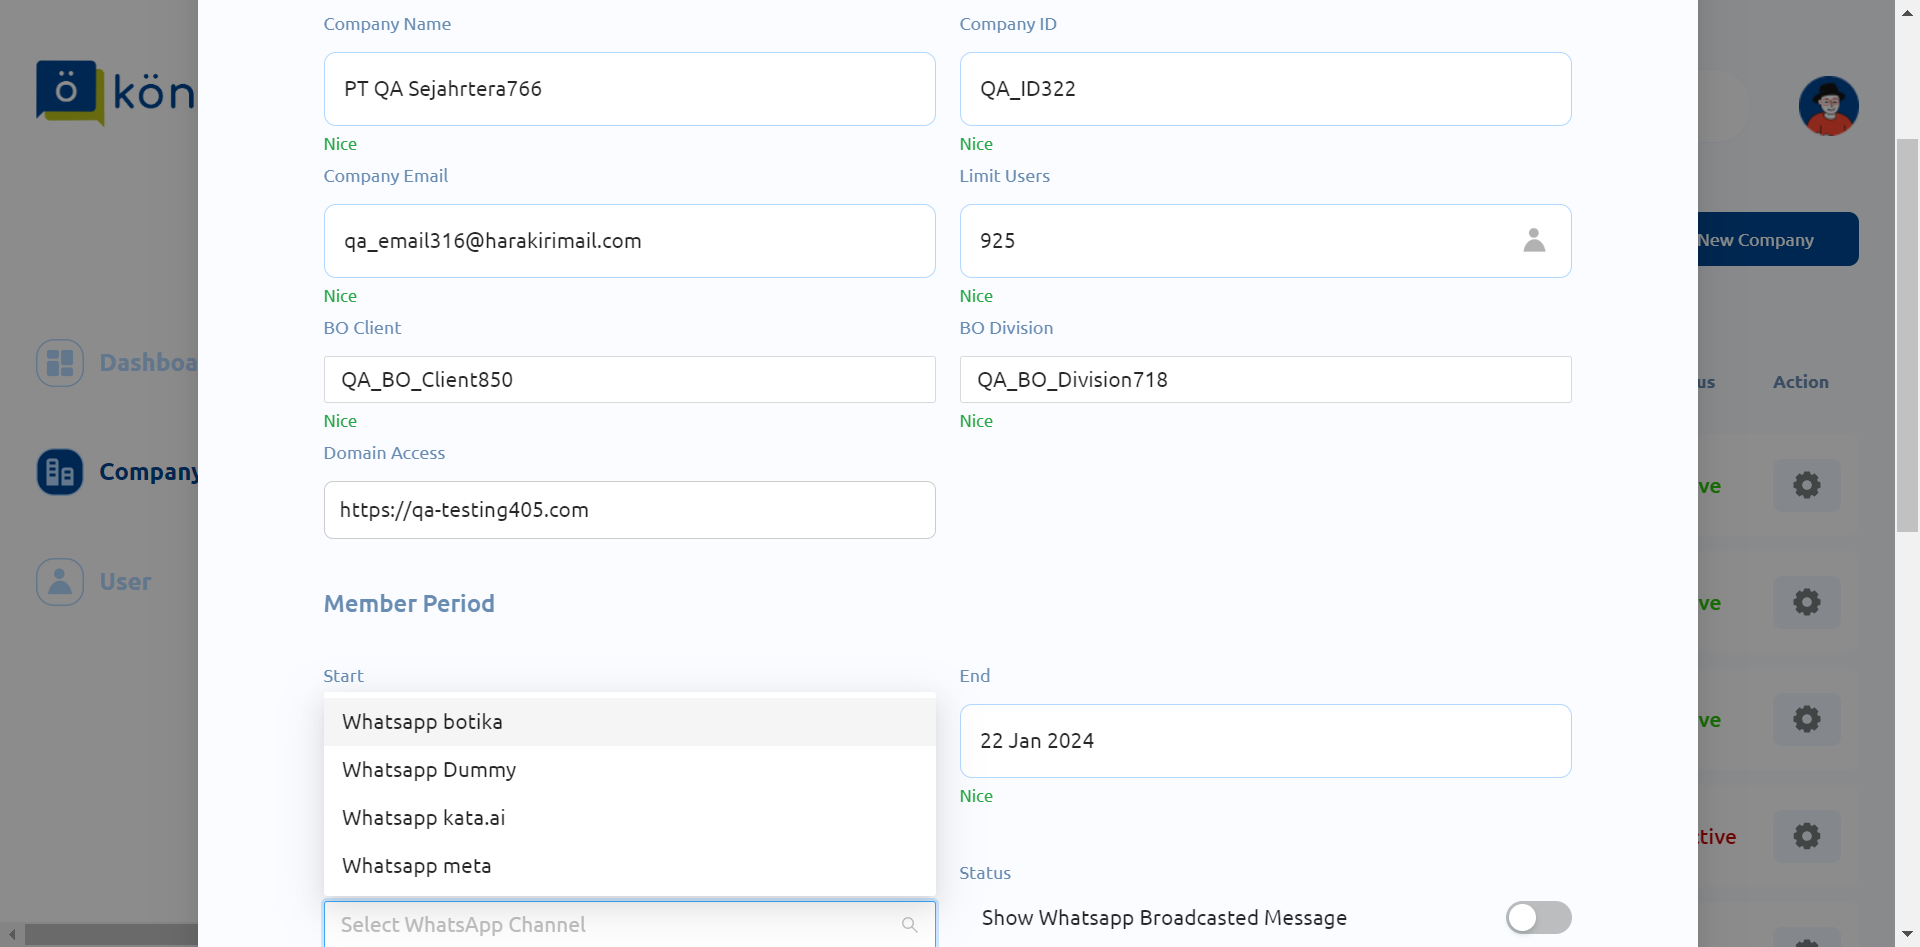 Company Name
Company ID
PT QA Sejahrtera766
QA_ID322
Nice
Nice
Company Email
Limit Users
qa_email316@harakirimail.com
925
Nice
Nice
BO Client
BO Division
QA_BO_Client850
QA_BO_Division718
Nice
Nice
Domain Access
https://qa-testing405.com
Member Period
Start
End
Whatsapp botika
Whatsapp Dummy
Whatsapp kata.ai
Whatsapp meta
22 Jan 2024
Nice
Select WhatsApp Channel
Status
Show Whatsapp Broadcasted Message
ö kön
Dashboa
Company
User
New Company
us
Action
ve
ve
ve
tive